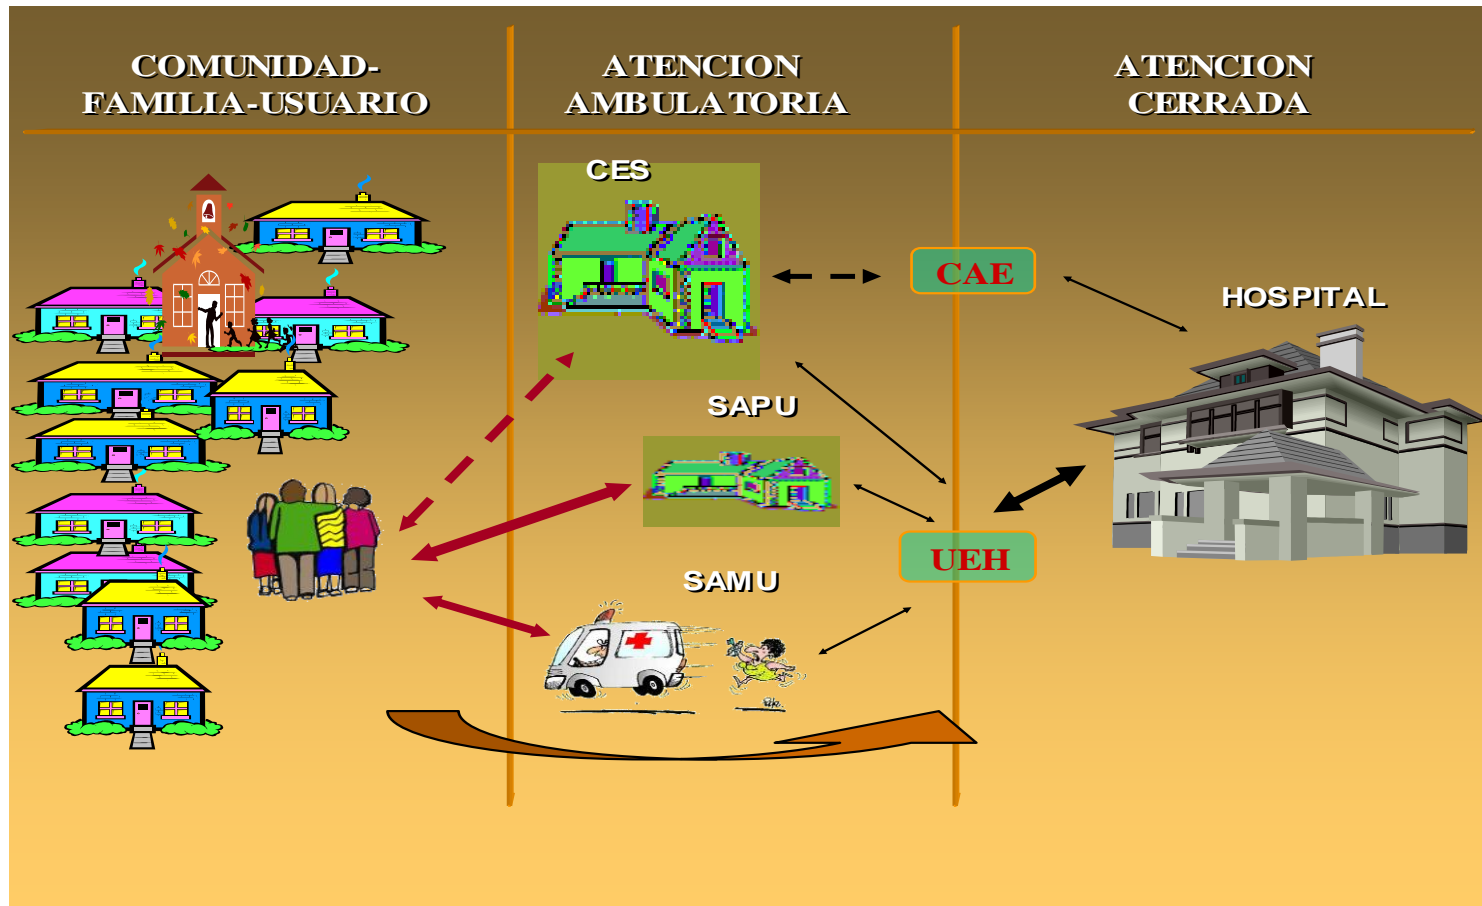 COMUNIDAD-
FAMILIA-USUARIO
ATENCION
AMBULATORIA
ATENCION
CERRADA
CES
CAE
HOSPITAL
SAPU
UEH
SAMU